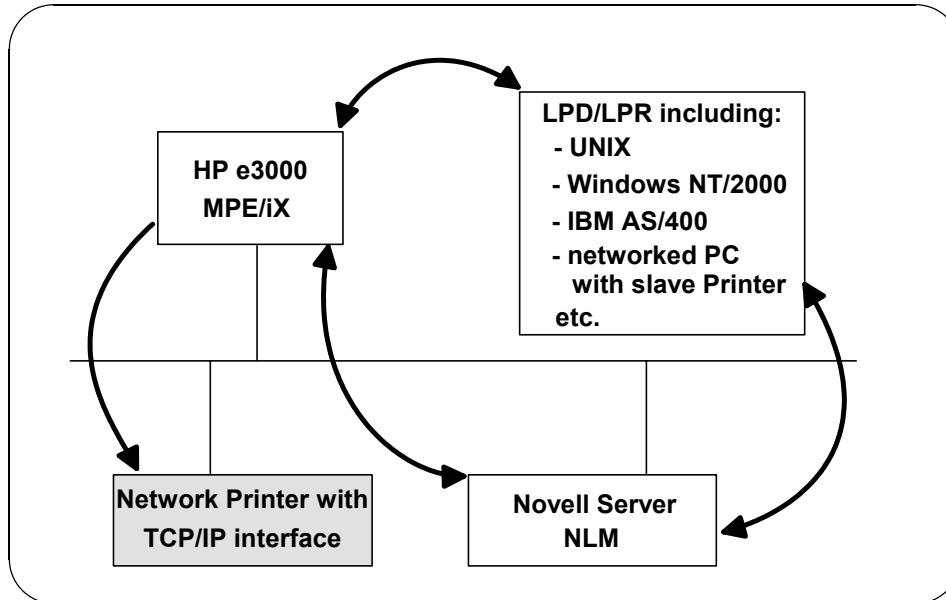 HP e3000
MPE/iX
LPD/LPR including:
- UNIX
- Windows NT/2000
- IBM AS/400
- networked PC
with slave Printer
etc.
Network Printer with
TCP/IP interface
Novell Server
NLM